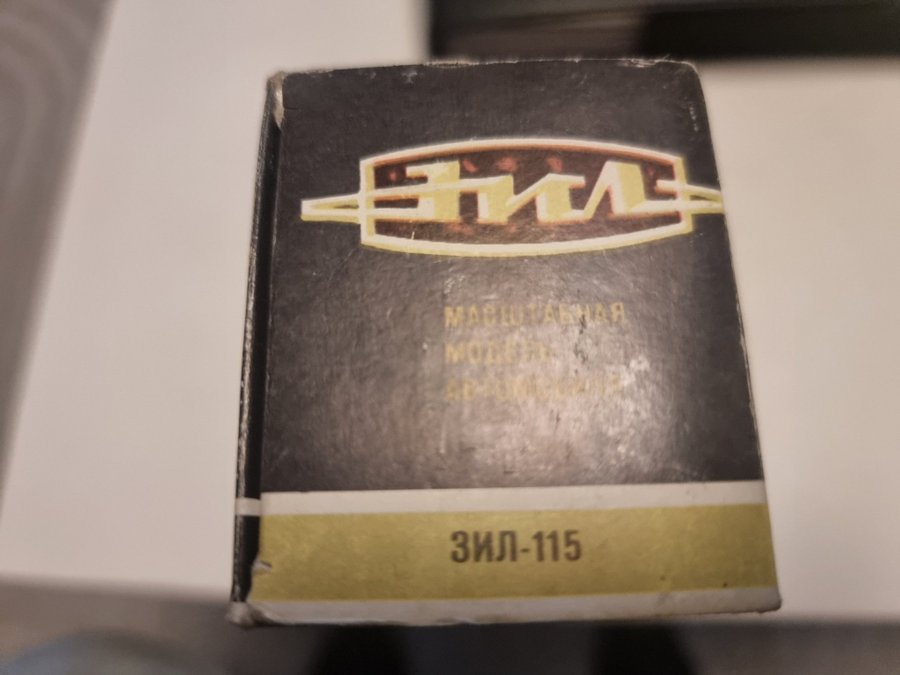 ЗИЛ
МАСШТАБНАЯ
МОДЕЛЬ
АВТОМОБИЛЯ
ЗИЛ-115